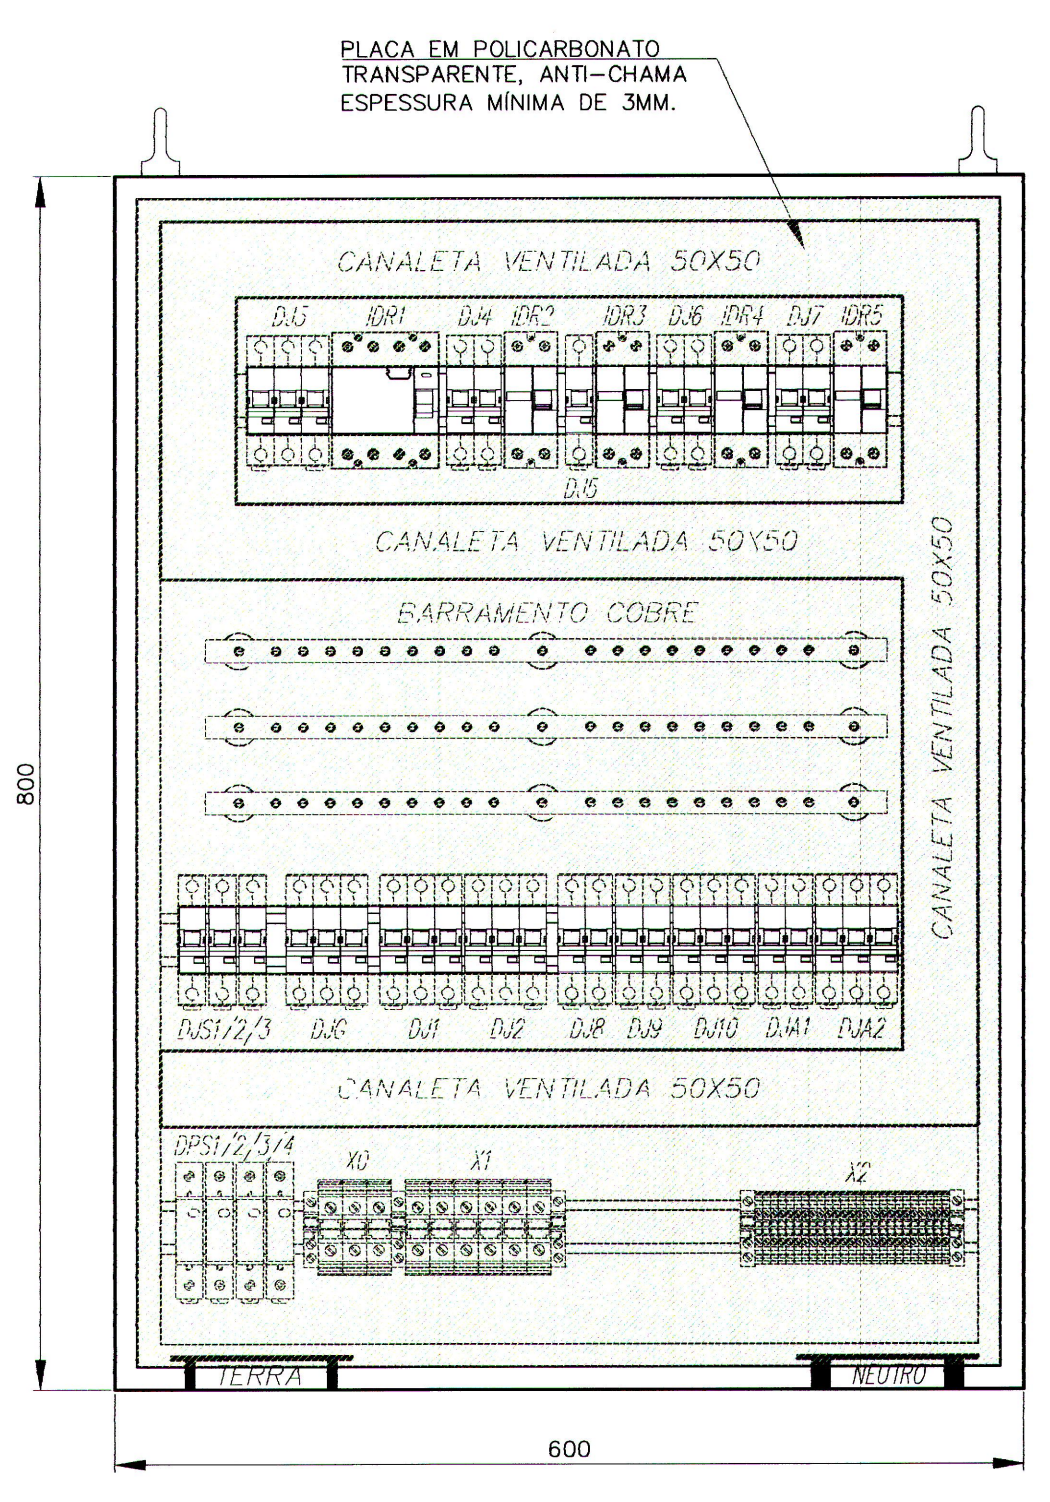 PLACA EM POLICARBONATO
TRANSPARENTE, ANTI-CHAMA
ESPESSURA MÍNIMA DE 3MM.
CANALETA VENTILADA 50X50
DJ3 IDR1 DJ4 IDR2 IDR3 DJ6 IDR4 DJ7 IDR5
DJ5
CANALETA VENTILADA 50X50
CANALETA VENTILADA 50X50
BARRAMENTO COBRE
800
DJS1/2/3 DJG DJ1 DJ2 DJ8 DJ9 DJ10 DJA1 DJA2
CANALETA VENTILADA 50X50
DPS1/2/3/4 X0 X1 X2
TERRA NEUTRO
600